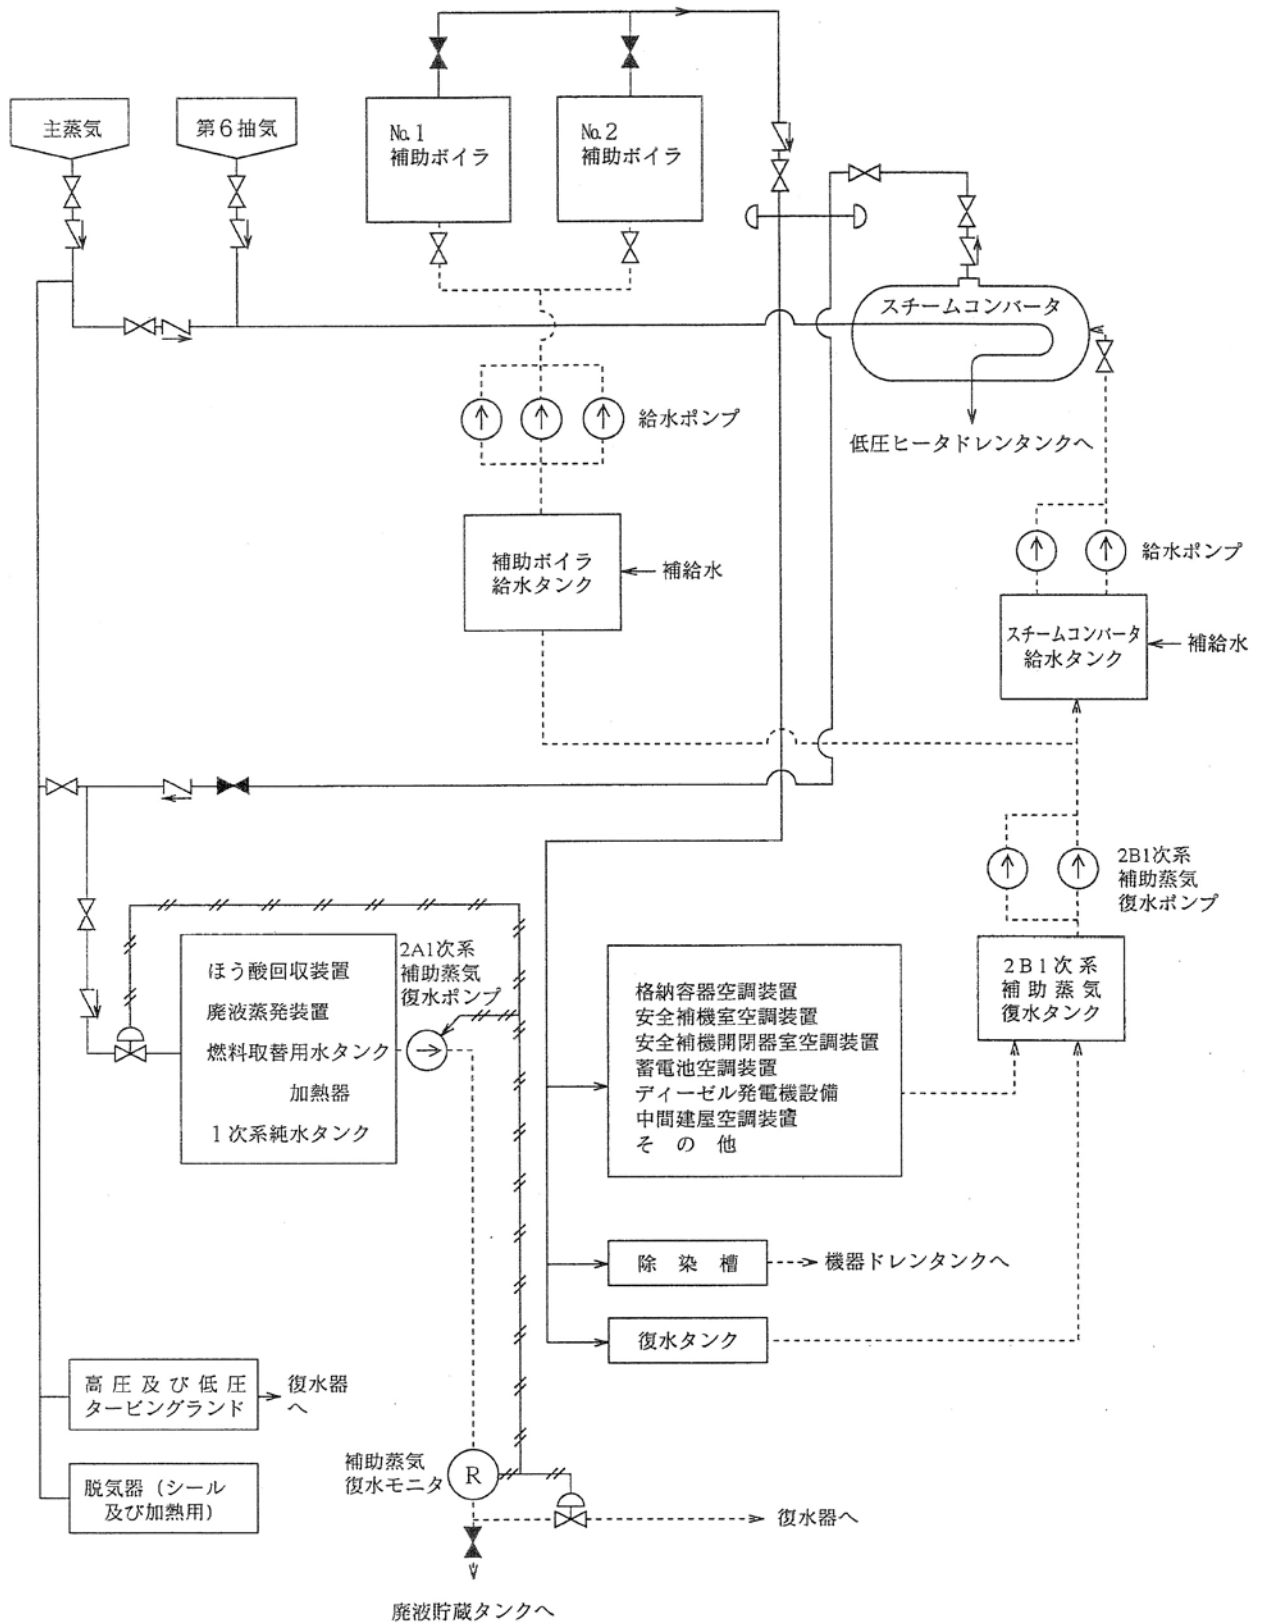 主蒸気
第6抽気
No.1
補助ボイラ
No.2
補助ボイラ
スチームコンバータ
給水ポンプ
低圧ヒータドレンタンクへ
補助ボイラ
給水タンク
補給水
給水ポンプ
スチームコンバータ
給水タンク
補給水
2B1次系
補助蒸気
復水ポンプ
2B1次系
補助蒸気
復水タンク
ほう酸回収装置
廃液蒸発装置
燃料取替用水タンク
加熱器
1次系純水タンク
2A1次系
補助蒸気
復水ポンプ
格納容器空調装置
安全補機室空調装置
安全補機開閉器室空調装置
蓄電池空調装置
ディーゼル発電機設備
中間建屋空調装置
その他
除染槽
機器ドレンタンクへ
復水タンク
高圧及び低圧
タービングランド
復水器
へ
脱気器（シール
及び加熱用）
補助蒸気
復水モニタ
R
復水器へ
廃液貯蔵タンクへ